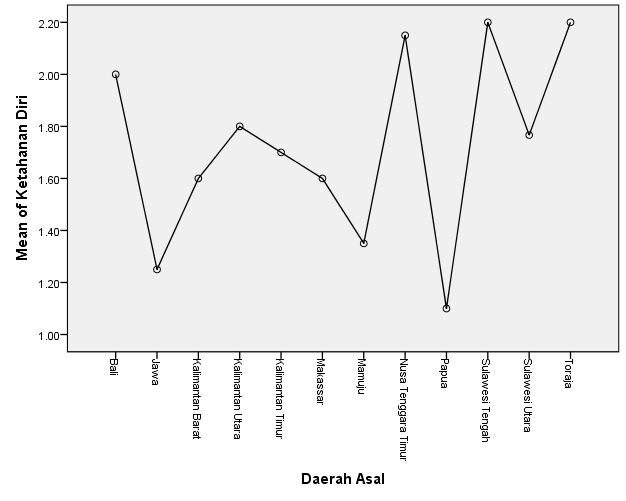 Mean of Ketahanan Diri
2.20
2.00
1.80
1.60
1.40
1.20
1.00
Bali
Jawa
Kalimantan Barat
Kalimantan Utara
Kalimantan Timur
Makassar
Mamuju
Nusa Tenggara Timur
Papua
Sulawesi Tengah
Sulawesi Utara
Toraja
Daerah Asal